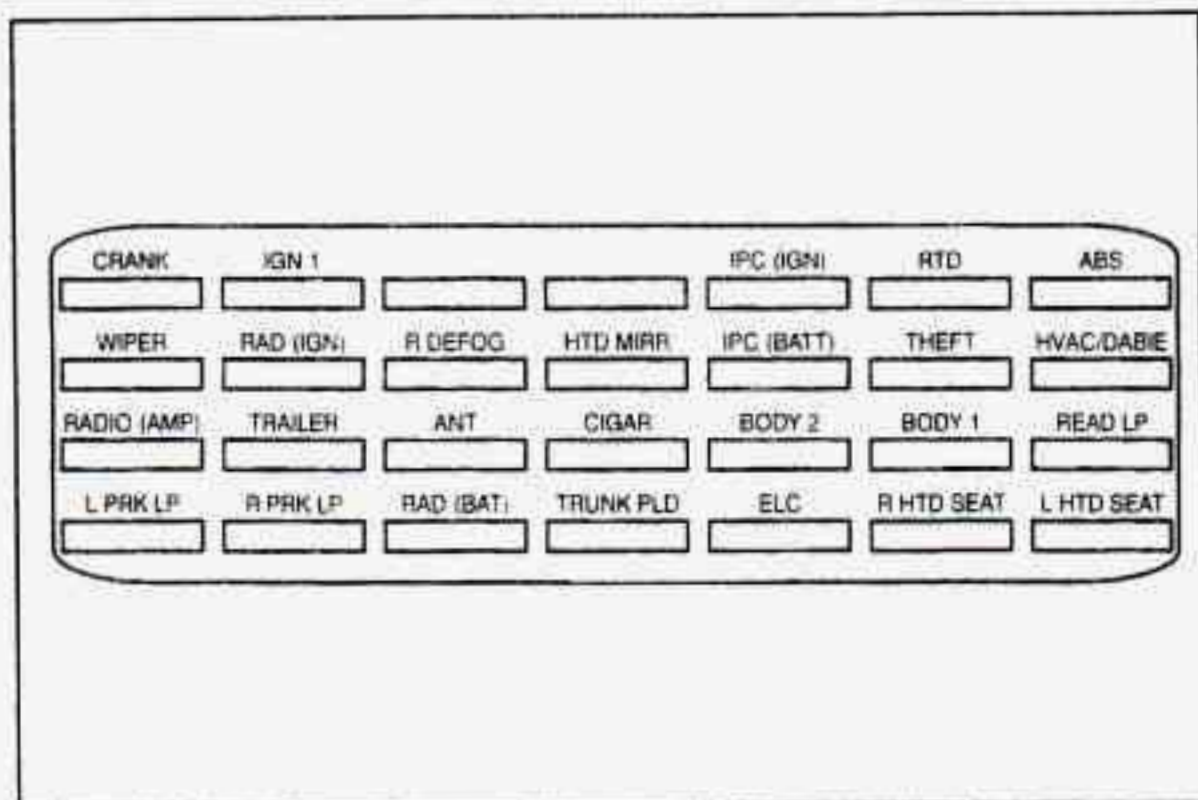 CRANK IGN 1 IPC (IGN) RTD ABS
WIPER RAD (IGN) R DEFOG HTD MIRR IPC (BATT) THEFT HVAC/DABIE
RADIO (AMP) TRAILER ANT CIGAR BODY 2 BODY 1 READ LP
L PRK LP R PRK LP RAD (BAT) TRUNK PLD ELC R HTD SEAT L HTD SEAT